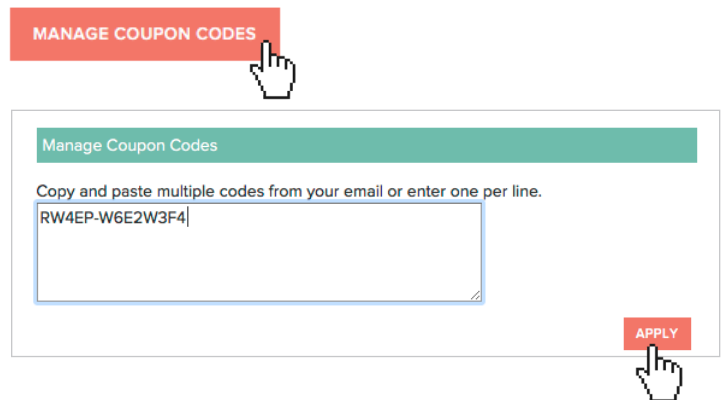 MANAGE COUPON CODES
Manage Coupon Codes
Copy and paste multiple codes from your email or enter one per line.
RW4EP-W6E2W3F4
APPLY